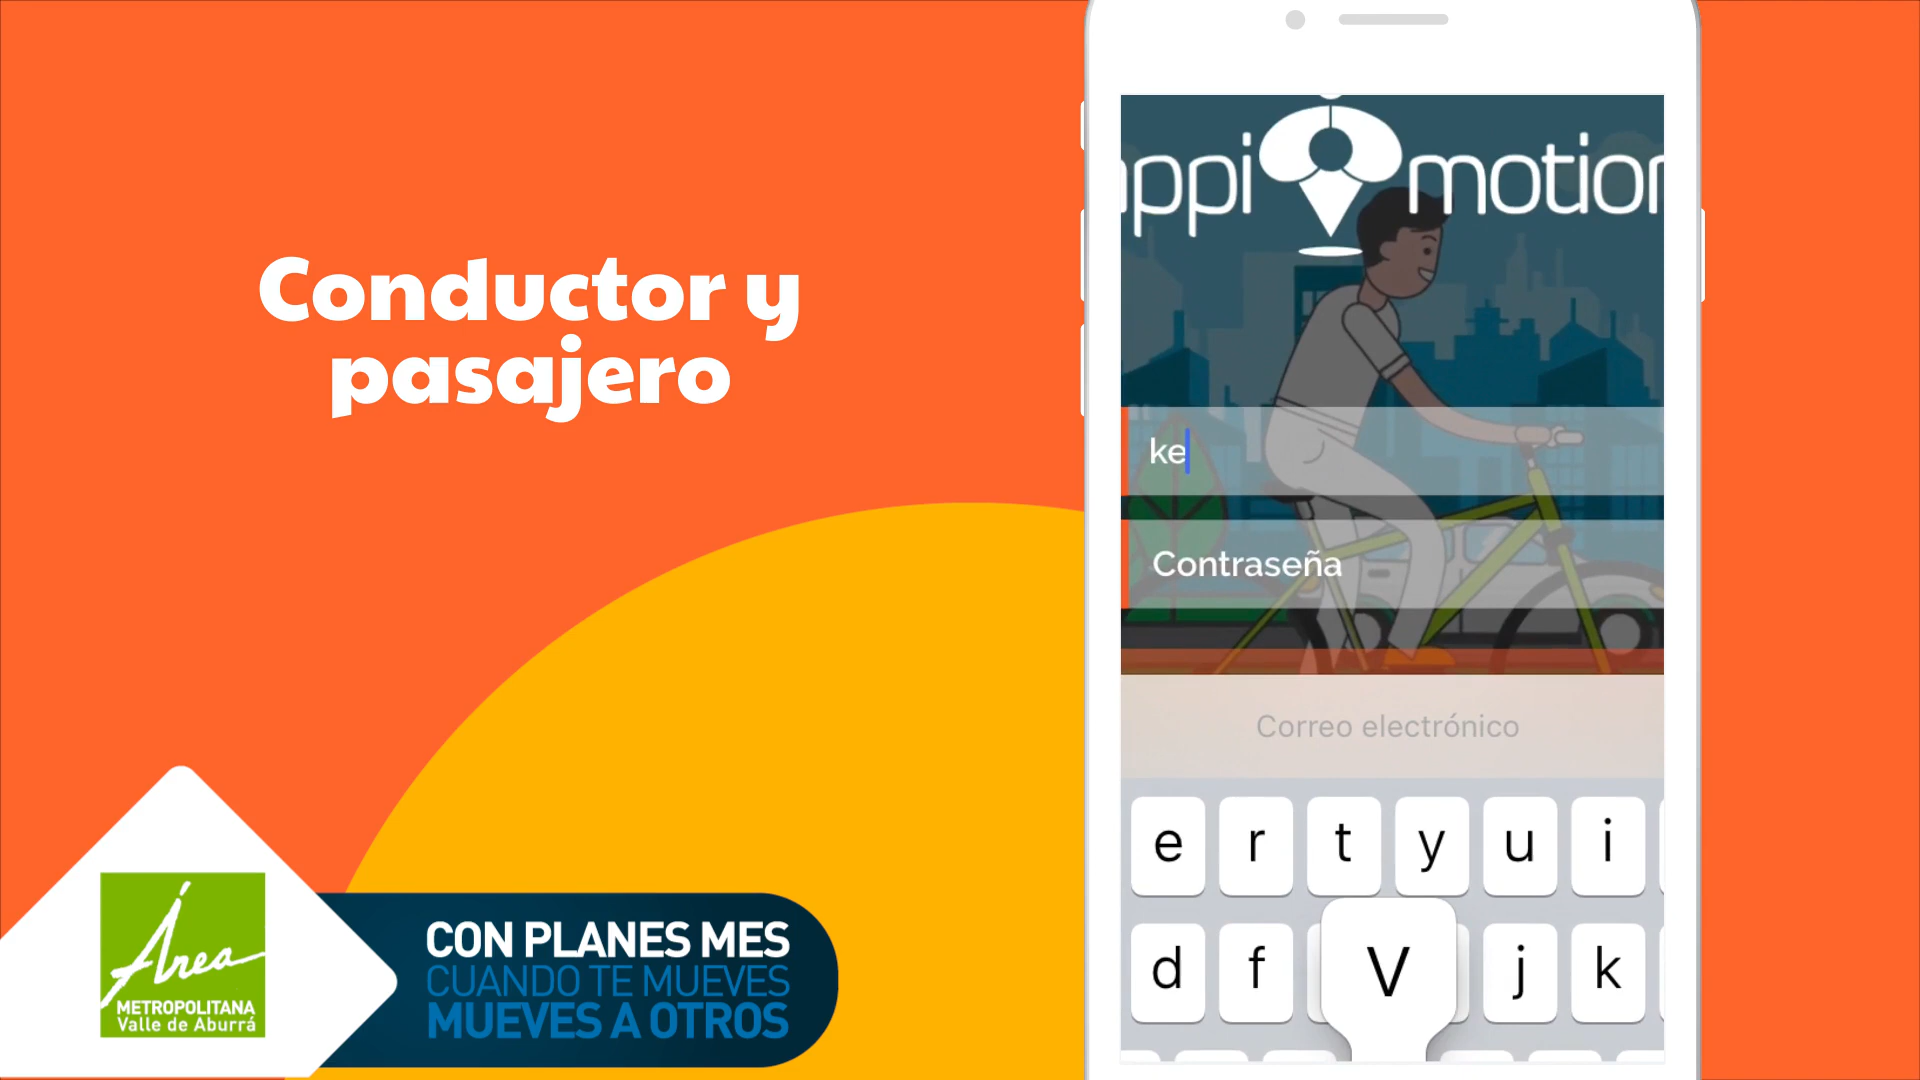 Conductor y
pasajero
Área
METROPOLITANA
Valle de Aburrá
CON PLANES MES
CUANDO TE MUEVES
MUEVES A OTROS
appi motion
ke
Contraseña
Correo electrónico
e r t y u i
d f V j k